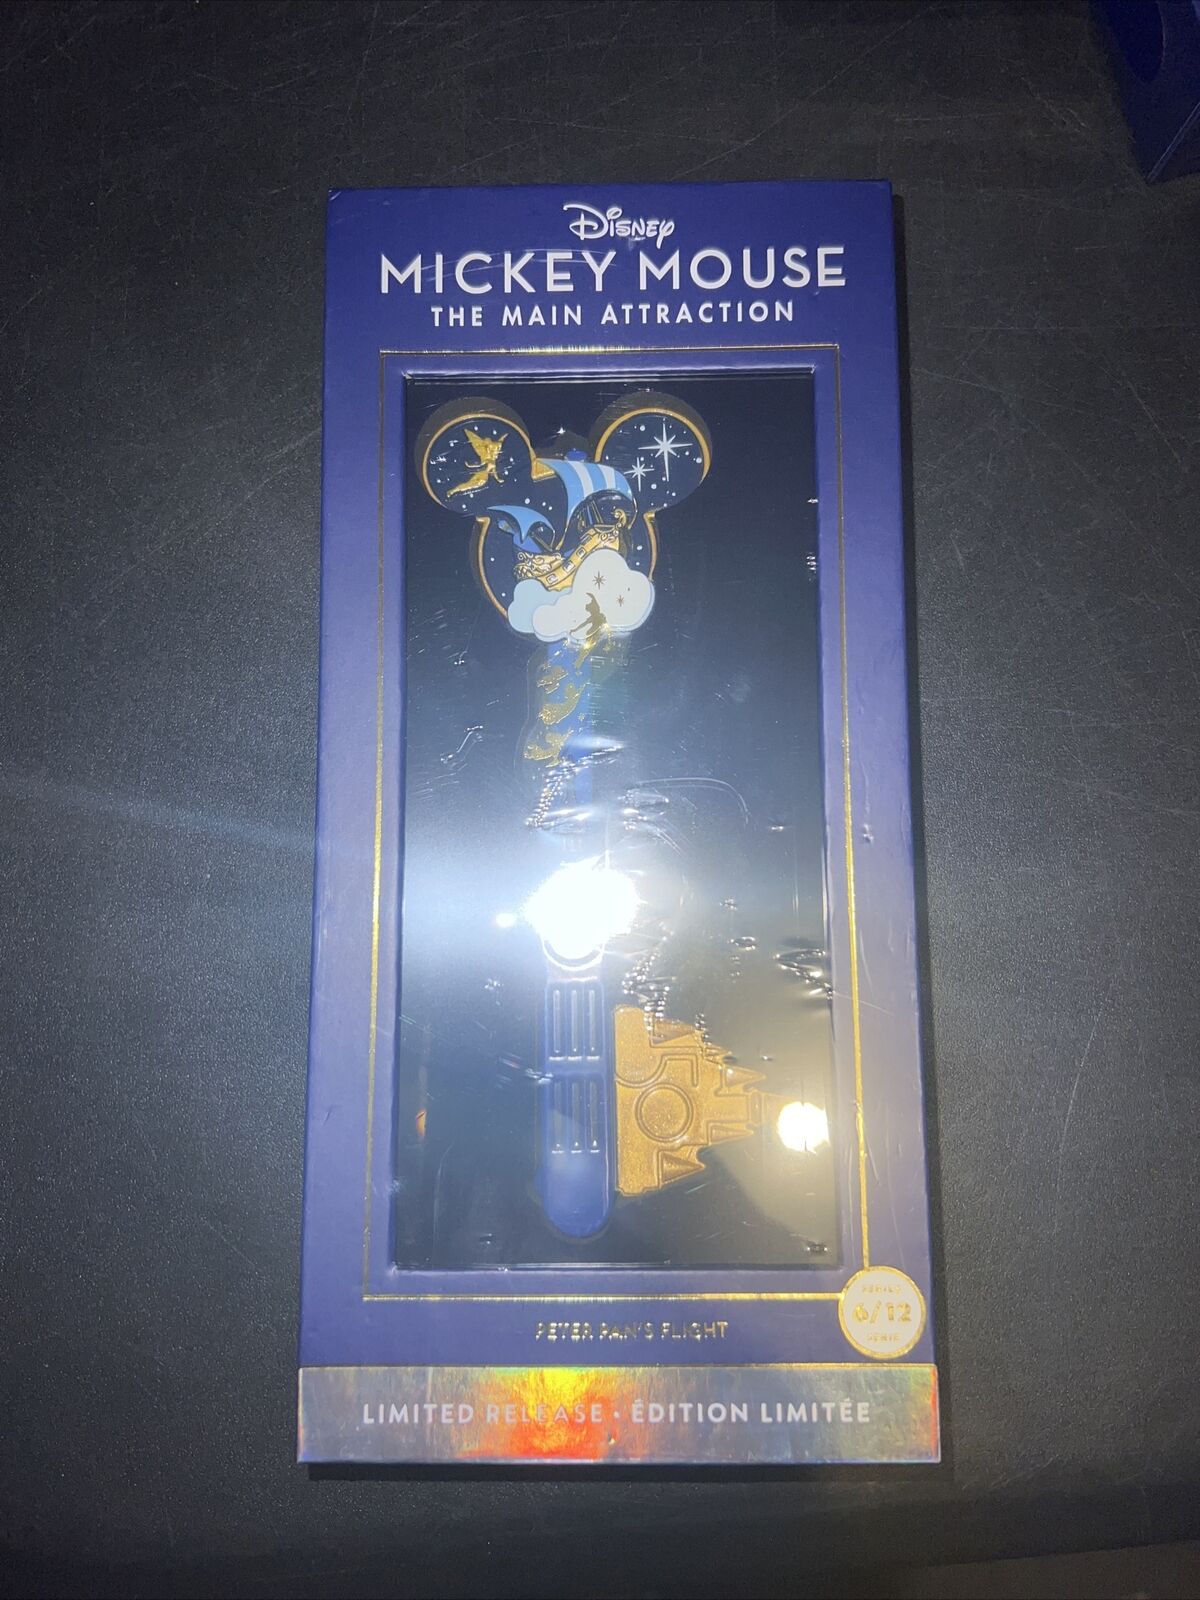 Disney
MICKEY MOUSE
THE MAIN ATTRACTION
PETER PAN'S FLIGHT
SERIES
6/12
SÉRIE
LIMITED RELEASE • ÉDITION LIMITÉE